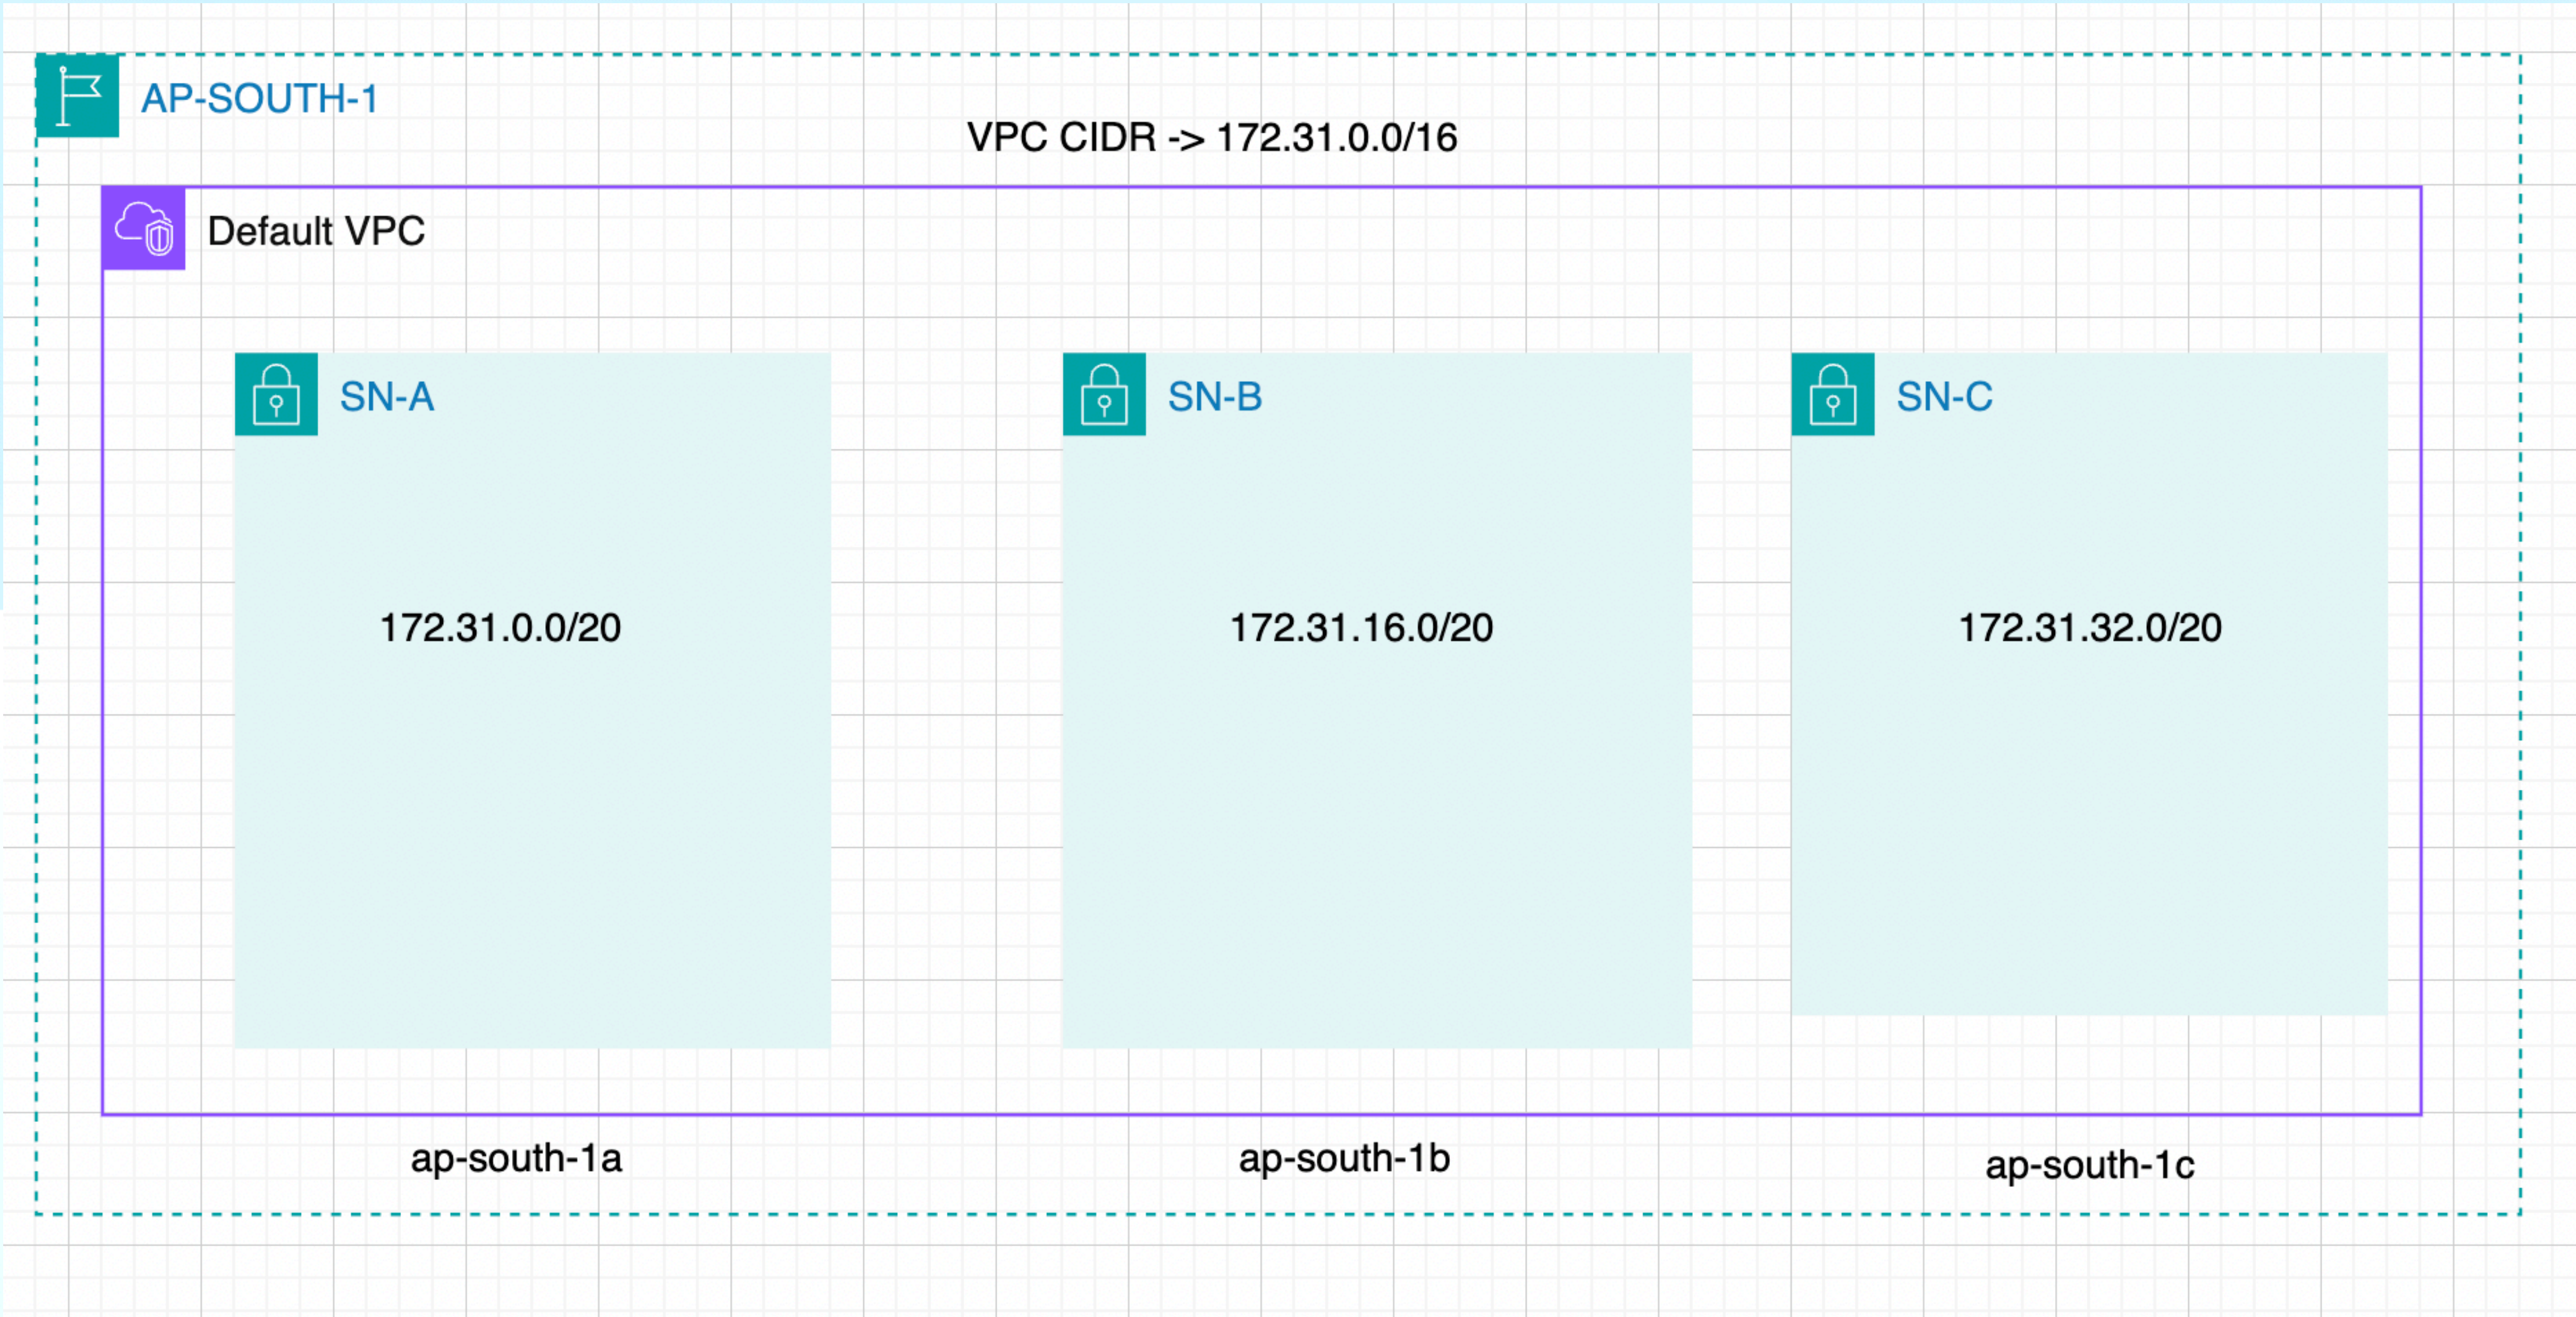 AP-SOUTH-1
VPC CIDR -> 172.31.0.0/16
Default VPC
SN-A
SN-B
SN-C
172.31.0.0/20
172.31.16.0/20
172.31.32.0/20
ap-south-1a
ap-south-1b
ap-south-1c